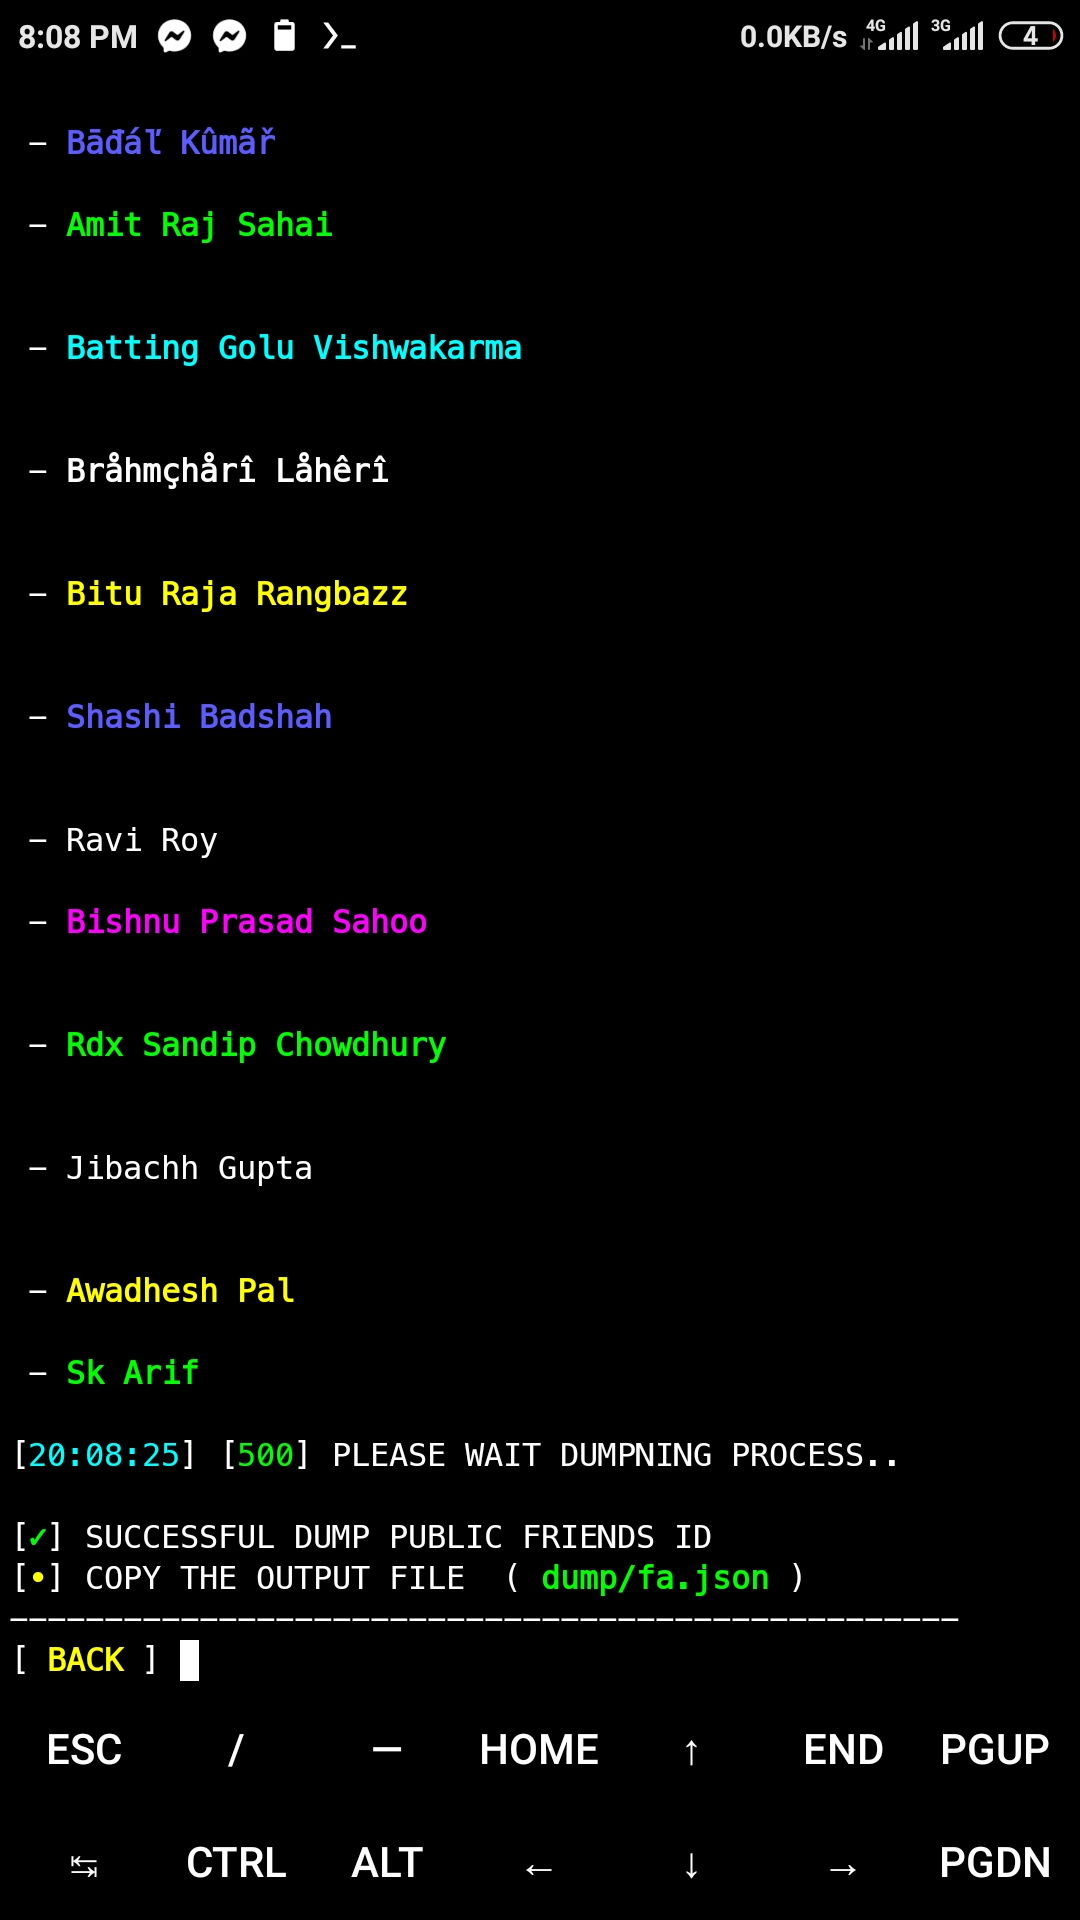 8:08 PM 0.0KB/s 4G 3G 4
– Bāđáľ Kûmãř
– Amit Raj Sahai
– Batting Golu Vishwakarma
– Bråhmçhårî Låhêrî
– Bitu Raja Rangbazz
– Shashi Badshah
– Ravi Roy
– Bishnu Prasad Sahoo
– Rdx Sandip Chowdhury
– Jibachh Gupta
– Awadhesh Pal
– Sk Arif
[20:08:25] [500] PLEASE WAIT DUMPNING PROCESS..
[✓] SUCCESSFUL DUMP PUBLIC FRIENDS ID
[•] COPY THE OUTPUT FILE  ( dump/fa.json )
--------------------------------------------------
[ BACK ]
ESC / — HOME ↑ END PGUP
↹ CTRL ALT ← ↓ → PGDN